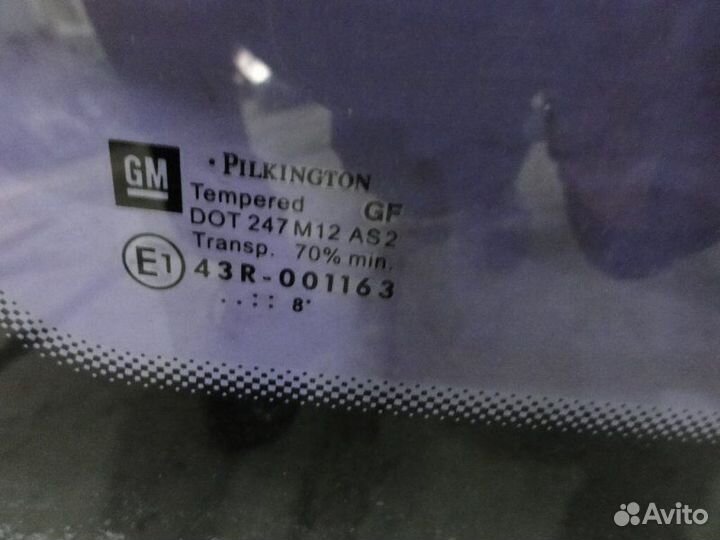 GM
• PILKINGTON
Tempered GF
DOT 247 M12 AS2
Transp. 70% min.
E1 43R-001163
..:: 8'
Avito